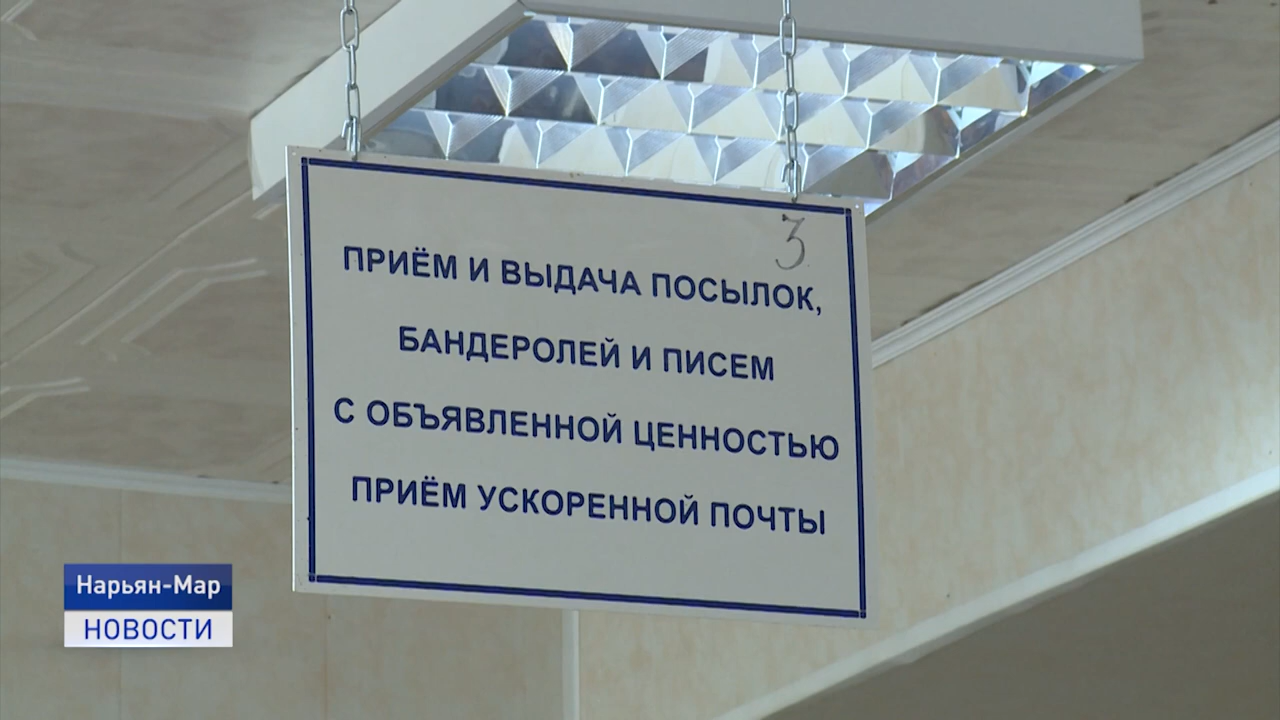 3
ПРИЁМ И ВЫДАЧА ПОСЫЛОК,
БАНДЕРОЛЕЙ И ПИСЕМ
С ОБЪЯВЛЕННОЙ ЦЕННОСТЬЮ
ПРИЁМ УСКОРЕННОЙ ПОЧТЫ
Нарьян-Мар
НОВОСТИ